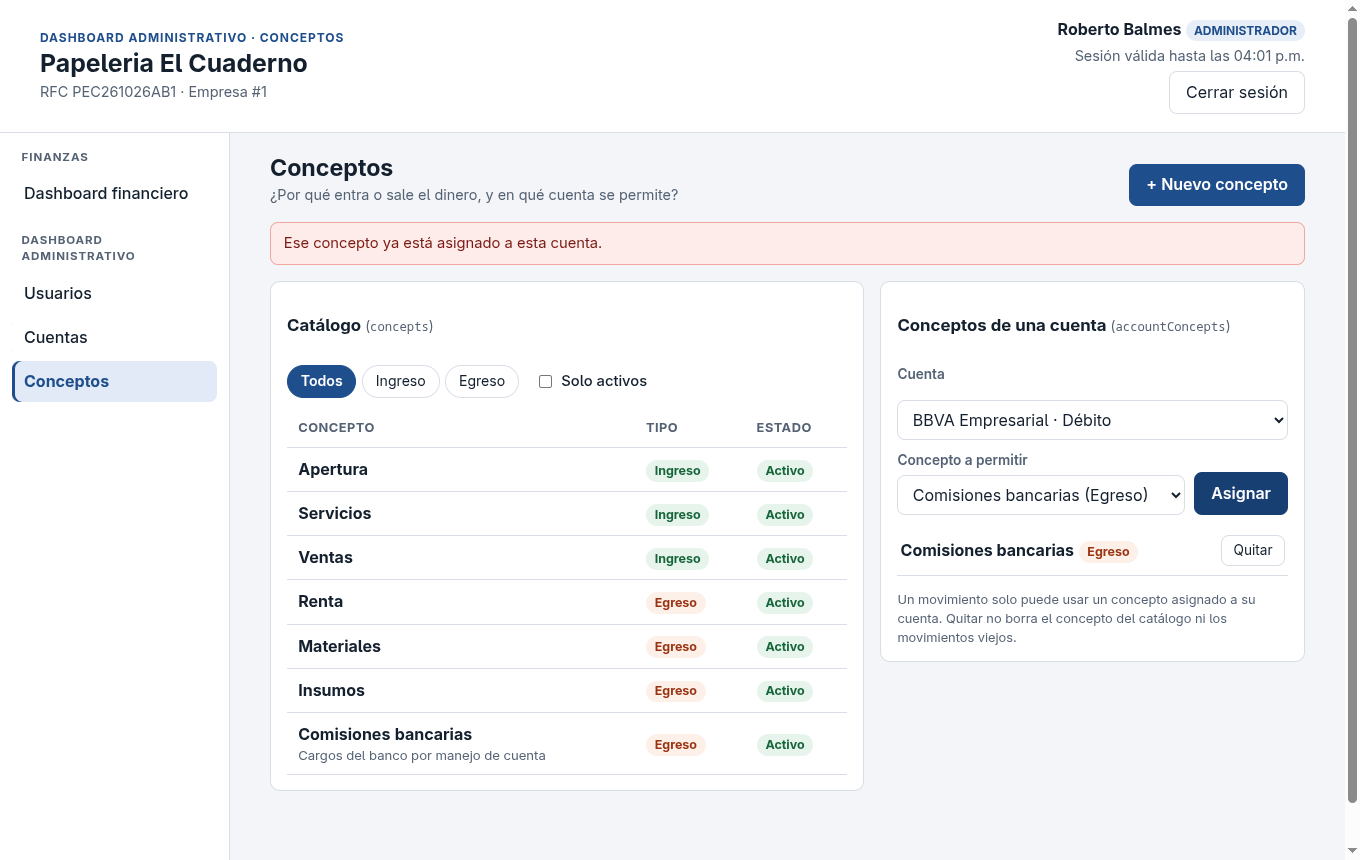 DASHBOARD ADMINISTRATIVO · CONCEPTOS
Papeleria El Cuaderno
RFC PEC261026AB1 · Empresa #1
Roberto Balmes ADMINISTRADOR
Sesión válida hasta las 04:01 p.m.
Cerrar sesión
FINANZAS
Dashboard financiero
DASHBOARD
ADMINISTRATIVO
Usuarios
Cuentas
Conceptos
Conceptos
¿Por qué entra o sale el dinero, y en qué cuenta se permite?
+ Nuevo concepto
Ese concepto ya está asignado a esta cuenta.
Catálogo (concepts)
Todos Ingreso Egreso Solo activos
CONCEPTO TIPO ESTADO
Apertura Ingreso Activo
Servicios Ingreso Activo
Ventas Ingreso Activo
Renta Egreso Activo
Materiales Egreso Activo
Insumos Egreso Activo
Comisiones bancarias Egreso Activo
Cargos del banco por manejo de cuenta
Conceptos de una cuenta (accountConcepts)
Cuenta
BBVA Empresarial · Débito
Concepto a permitir
Comisiones bancarias (Egreso) Asignar
Comisiones bancarias Egreso Quitar
Un movimiento solo puede usar un concepto asignado a su
cuenta. Quitar no borra el concepto del catálogo ni los
movimientos viejos.